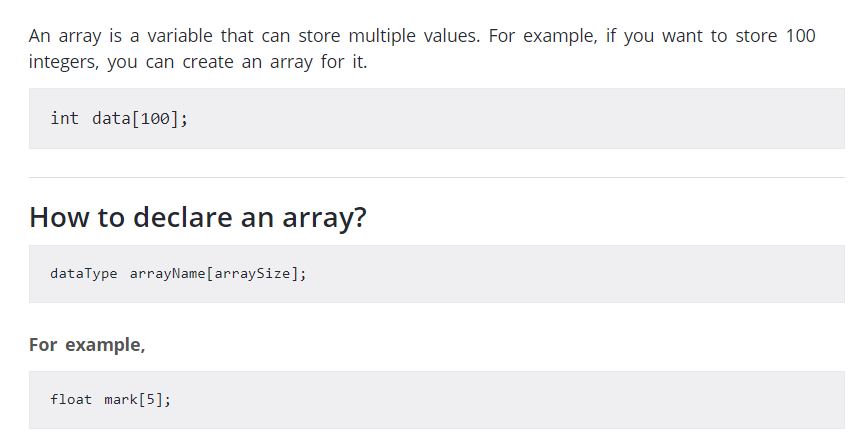 An array is a variable that can store multiple values. For example, if you want to store 100
integers, you can create an array for it.
int data[100];
How to declare an array?
dataType arrayName[arraySize];
For example,
float mark[5];